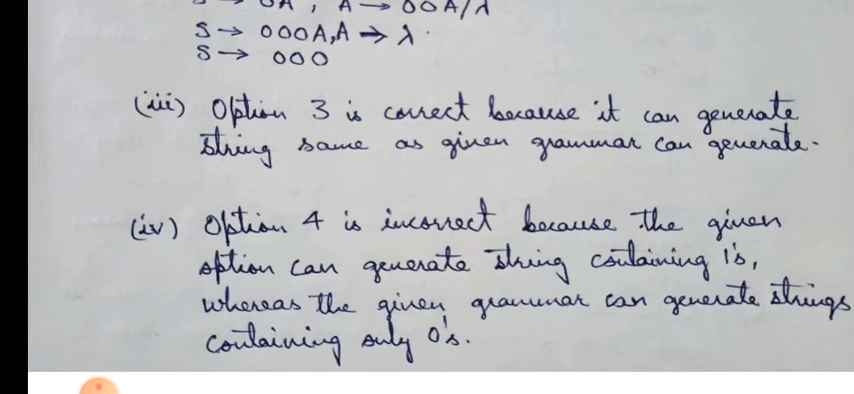 S → 0A, A → 00A/λ
S → 000A, A → λ.
S → 000
(iii) Option 3 is correct because it can generate
string same as given grammar can generate.
(iv) Option 4 is incorrect because the given
option can generate string containing 1's,
whereas the given grammar can generate strings
containing only 0's.